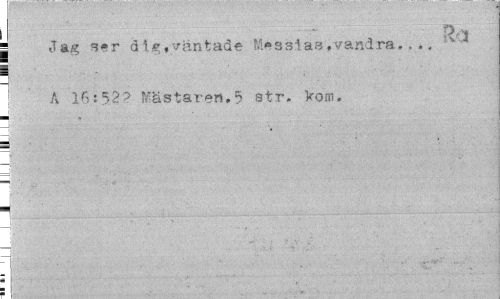 Jag ser dig,väntade Messias,vandra.... Ra
A 16:522 Mästaren.5 str. kom.